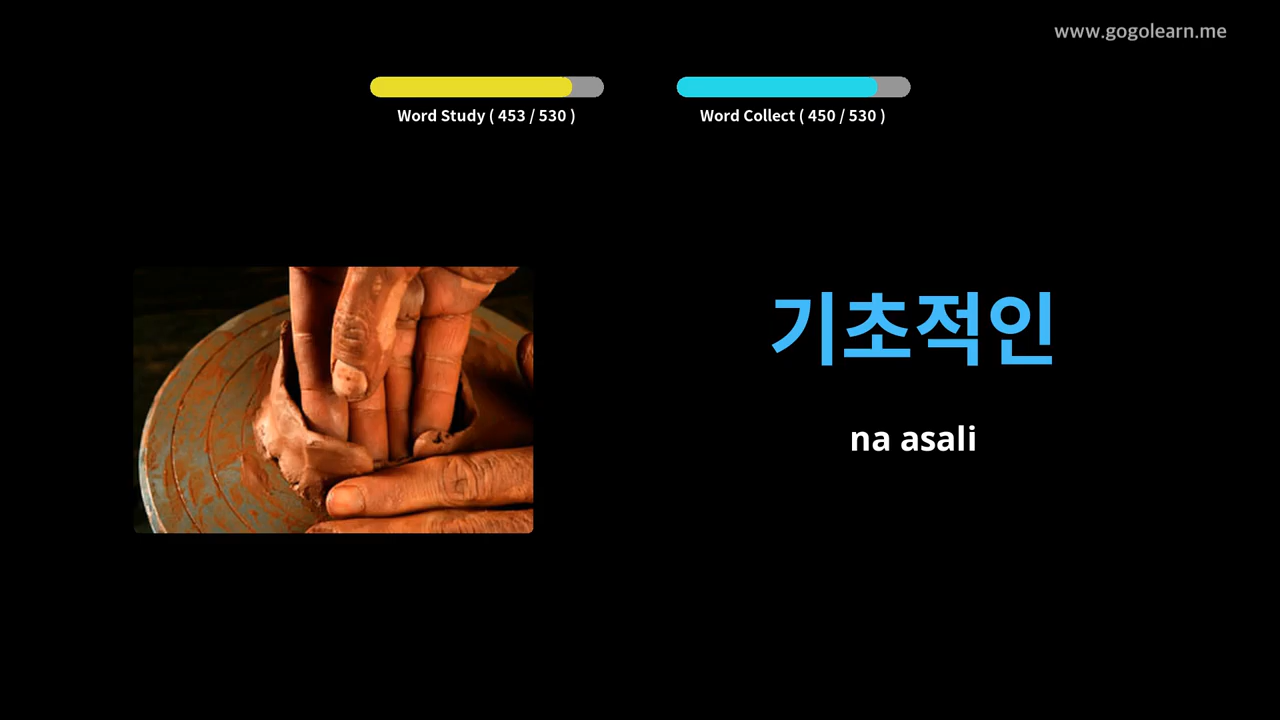 www.gogolearn.me
Word Study ( 453 / 530 )
Word Collect ( 450 / 530 )
기초적인
na asali